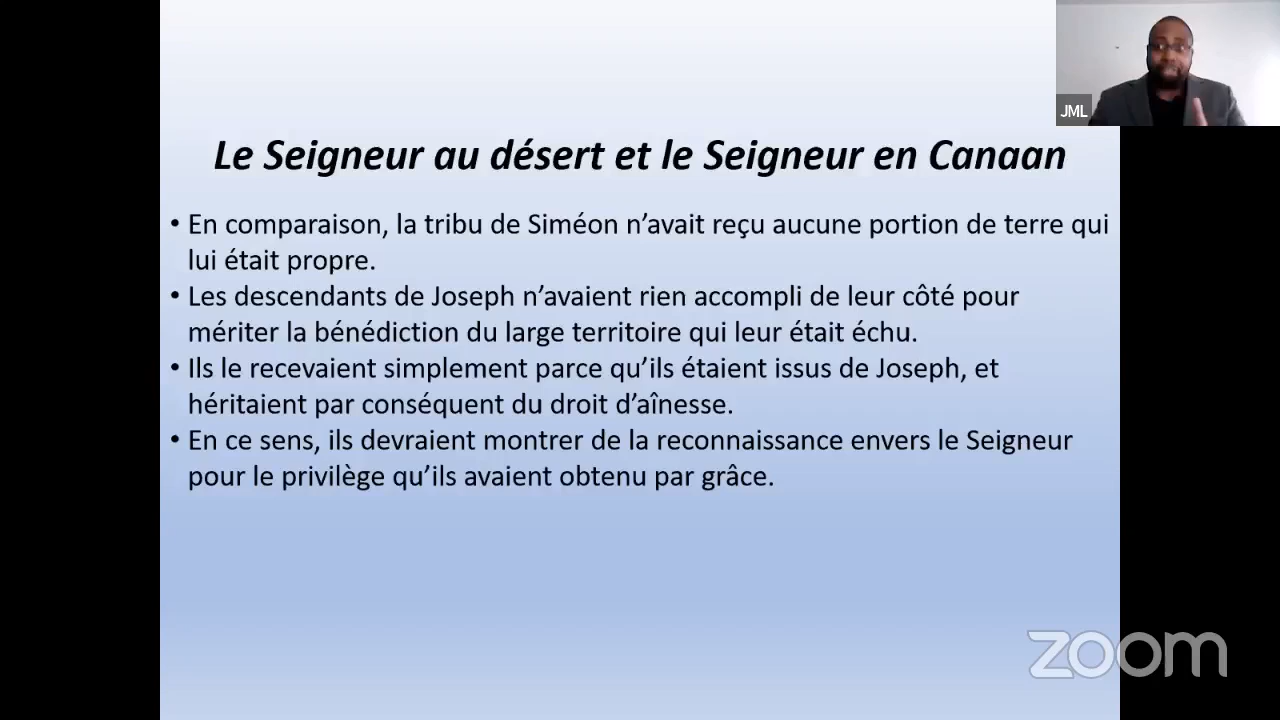 JML
Le Seigneur au désert et le Seigneur en Canaan
• En comparaison, la tribu de Siméon n’avait reçu aucune portion de terre qui
lui était propre.
• Les descendants de Joseph n’avaient rien accompli de leur côté pour
mériter la bénédiction du large territoire qui leur était échu.
• Ils le recevaient simplement parce qu’ils étaient issus de Joseph, et
héritaient par conséquent du droit d’aînesse.
• En ce sens, ils devraient montrer de la reconnaissance envers le Seigneur
pour le privilège qu’ils avaient obtenu par grâce.
zoom